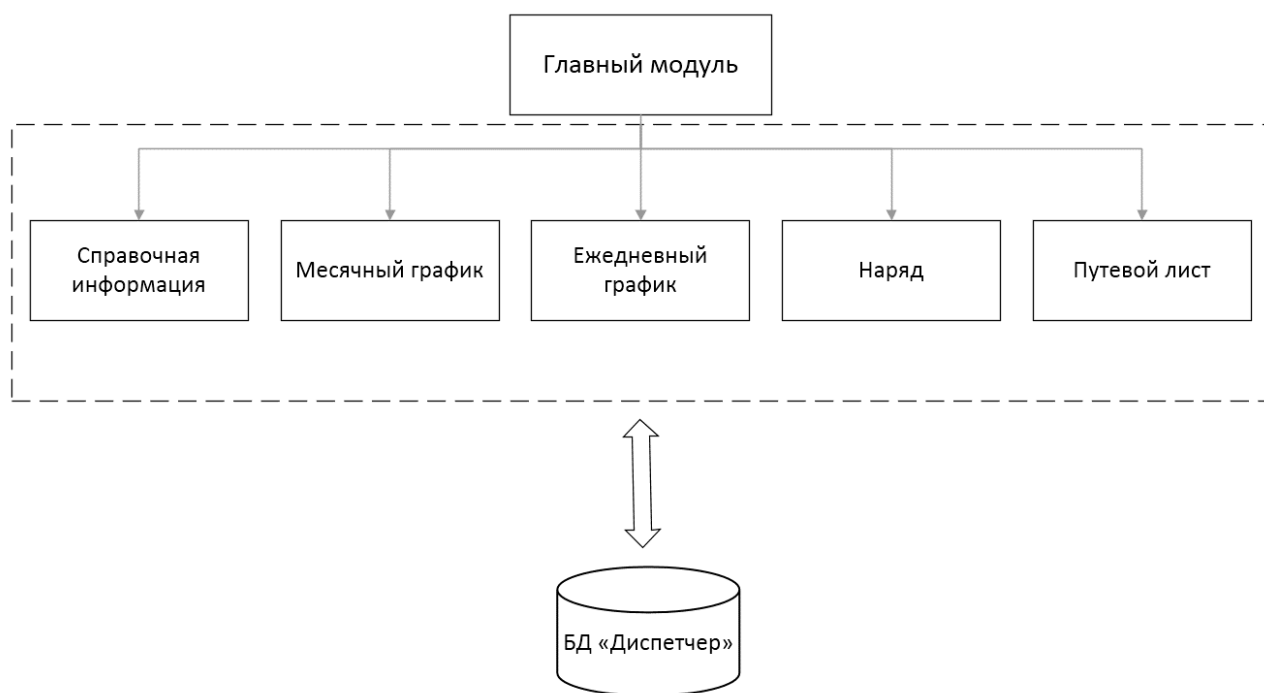 Главный модуль
Справочная
информация
Месячный график
Ежедневный
график
Наряд
Путевой лист
БД «Диспетчер»